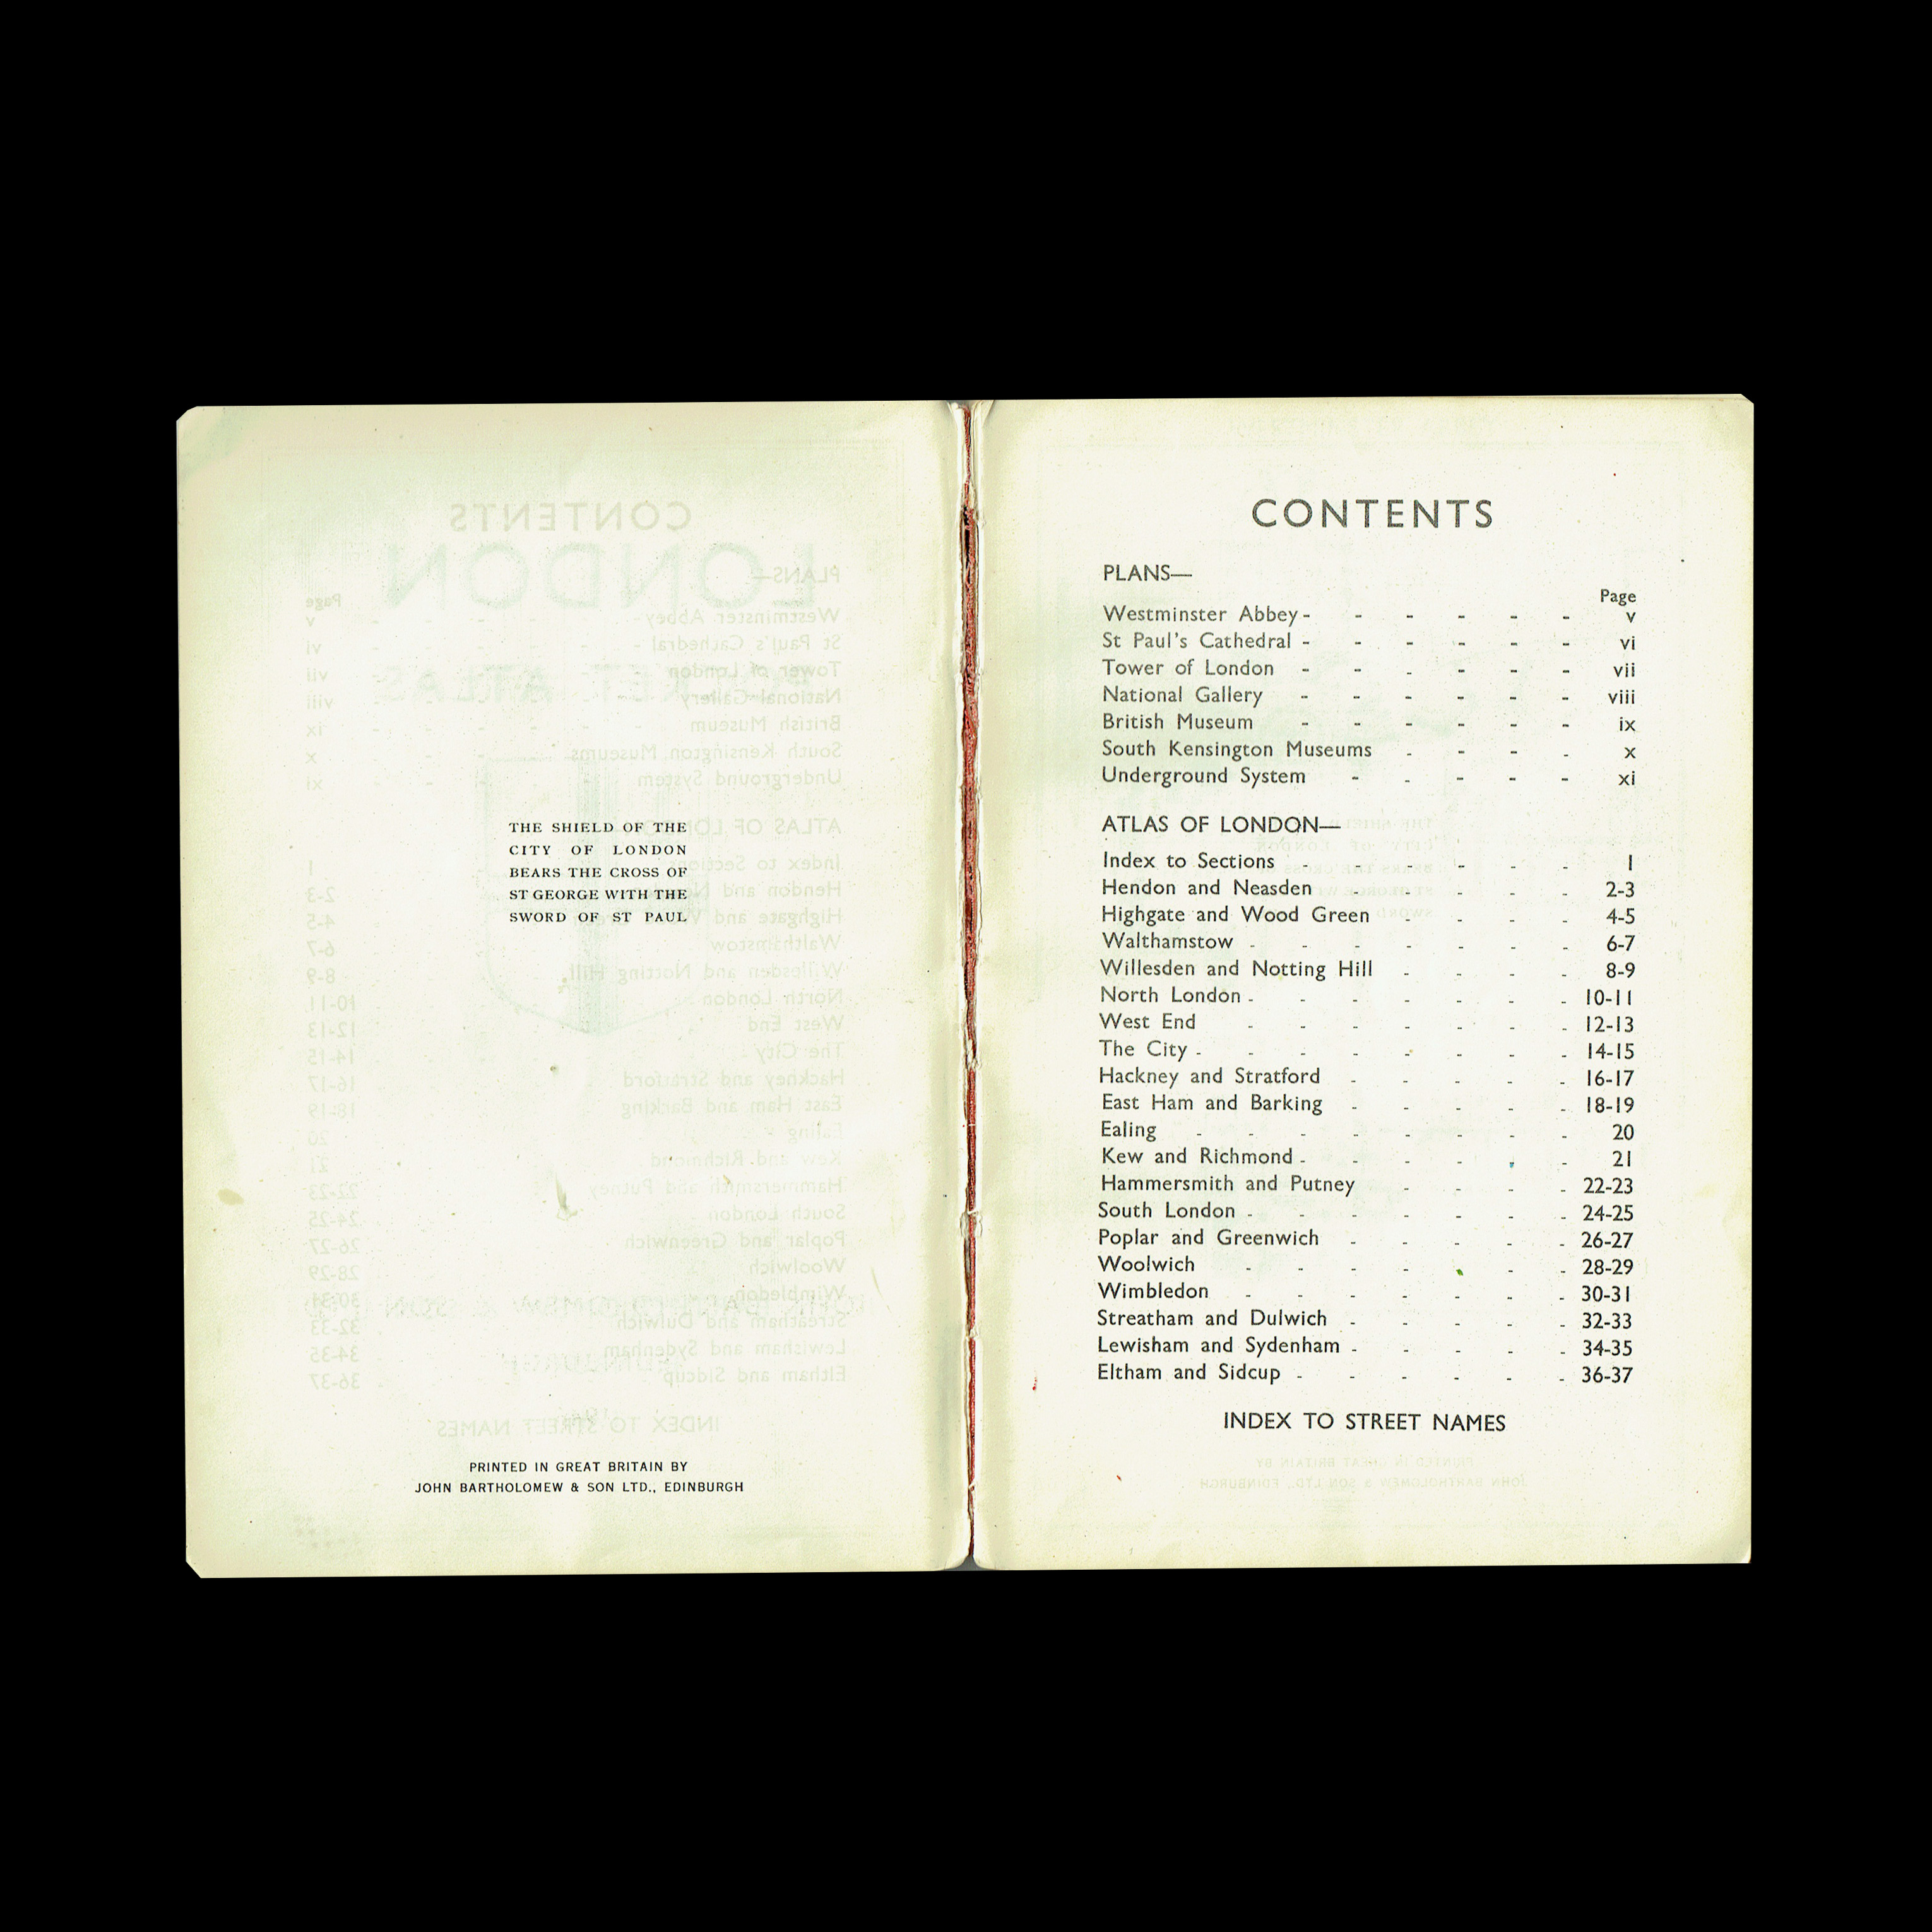 THE SHIELD OF THE
CITY OF LONDON
BEARS THE CROSS OF
ST GEORGE WITH THE
SWORD OF ST PAUL
PRINTED IN GREAT BRITAIN BY
JOHN BARTHOLOMEW & SON LTD., EDINBURGH
CONTENTS
PLANS—
Page
Westminster Abbey - - - - - - v
St Paul's Cathedral - - - - - - vi
Tower of London - - - - - - vii
National Gallery - - - - - - viii
British Museum - - - - - - ix
South Kensington Museums - - - - x
Underground System - - - - - xi
ATLAS OF LONDON—
Index to Sections - - - - - - 1
Hendon and Neasden - - - - - 2-3
Highgate and Wood Green - - - - 4-5
Walthamstow - - - - - - - 6-7
Willesden and Notting Hill - - - - 8-9
North London - - - - - - - 10-11
West End - - - - - - - 12-13
The City - - - - - - - - 14-15
Hackney and Stratford - - - - - 16-17
East Ham and Barking - - - - - 18-19
Ealing - - - - - - - - 20
Kew and Richmond - - - - - - 21
Hammersmith and Putney - - - - 22-23
South London - - - - - - - 24-25
Poplar and Greenwich - - - - - 26-27
Woolwich - - - - - - - 28-29
Wimbledon - - - - - - - 30-31
Streatham and Dulwich - - - - - 32-33
Lewisham and Sydenham - - - - - 34-35
Eltham and Sidcup - - - - - - 36-37
INDEX TO STREET NAMES